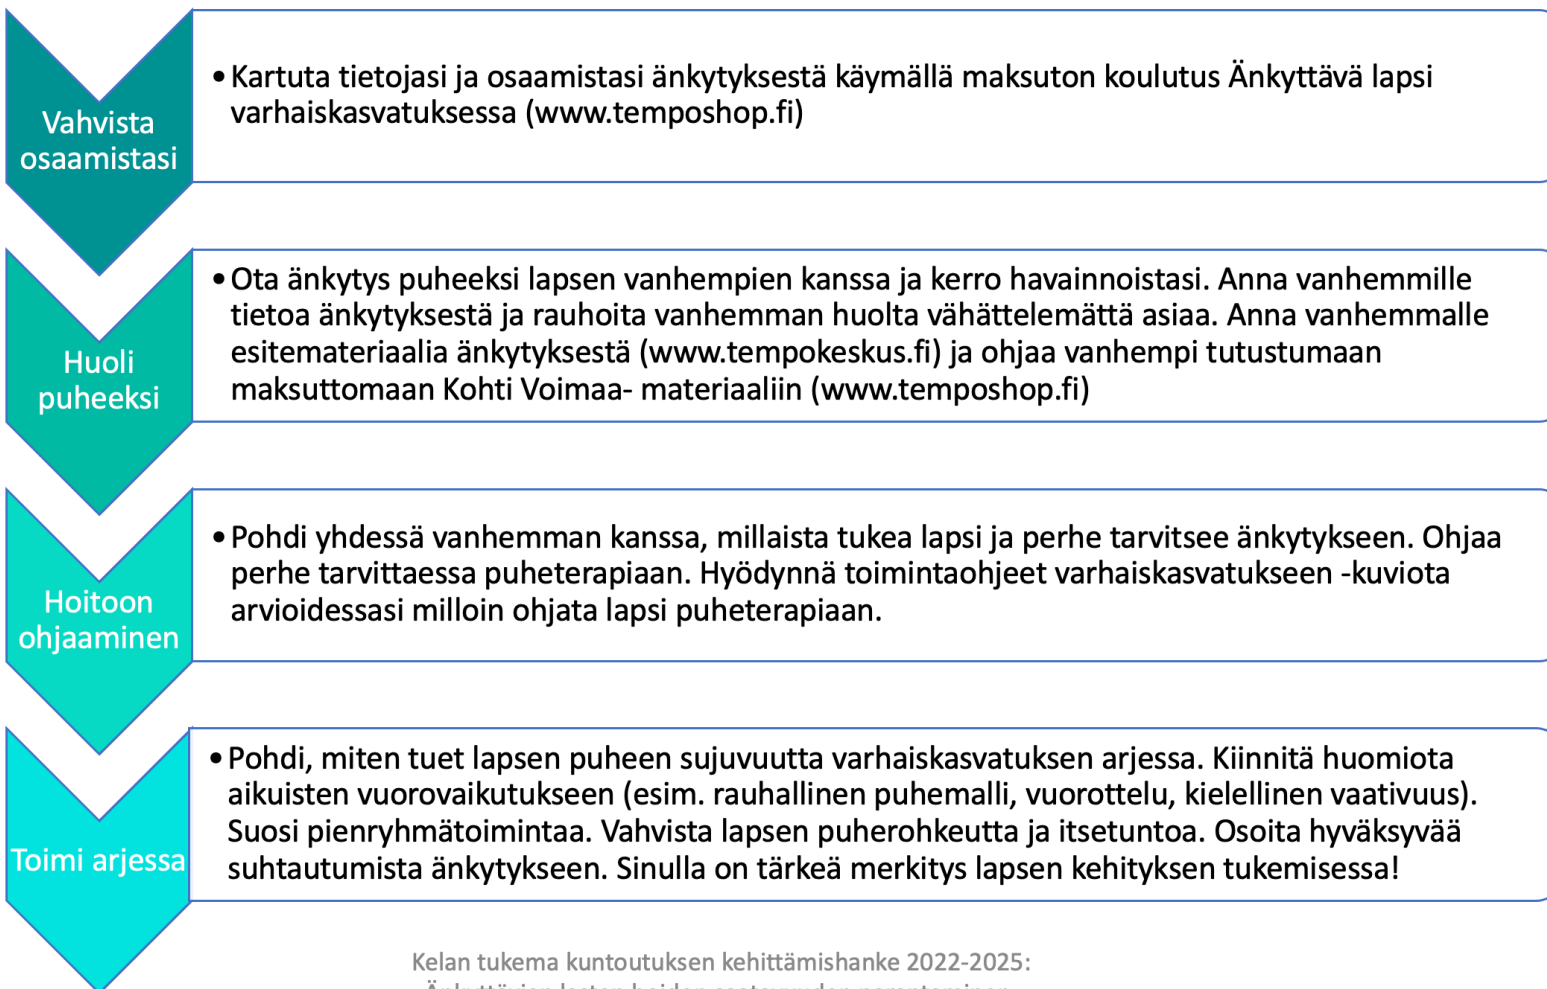 Vahvista
osaamistasi
• Kartuta tietojasi ja osaamistasi änkytyksestä käymällä maksuton koulutus Änkyttävä lapsi
varhaiskasvatuksessa (www.temposhop.fi)
Huoli
puheeksi
• Ota änkytys puheeksi lapsen vanhempien kanssa ja kerro havainnoistasi. Anna vanhemmille
tietoa änkytyksestä ja rauhoita vanhemman huolta vähättelemättä asiaa. Anna vanhemmalle
esitemateriaalia änkytyksestä (www.tempokeskus.fi) ja ohjaa vanhempi tutustumaan
maksuttomaan Kohti Voimaa- materiaaliin (www.temposhop.fi)
Hoitoon
ohjaaminen
• Pohdi yhdessä vanhemman kanssa, millaista tukea lapsi ja perhe tarvitsee änkytykseen. Ohjaa
perhe tarvittaessa puheterapiaan. Hyödynnä toimintaohjeet varhaiskasvatukseen -kuviota
arvioidessasi milloin ohjata lapsi puheterapiaan.
Toimi arjessa
• Pohdi, miten tuet lapsen puheen sujuvuutta varhaiskasvatuksen arjessa. Kiinnitä huomiota
aikuisten vuorovaikutukseen (esim. rauhallinen puhemalli, vuorottelu, kielellinen vaativuus).
Suosi pienryhmätoimintaa. Vahvista lapsen puherohkeutta ja itsetuntoa. Osoita hyväksyvää
suhtautumista änkytykseen. Sinulla on tärkeä merkitys lapsen kehityksen tukemisessa!
Kelan tukema kuntoutuksen kehittämishanke 2022-2025:
Änkyttävien lasten hoidon saatavuuden parantaminen